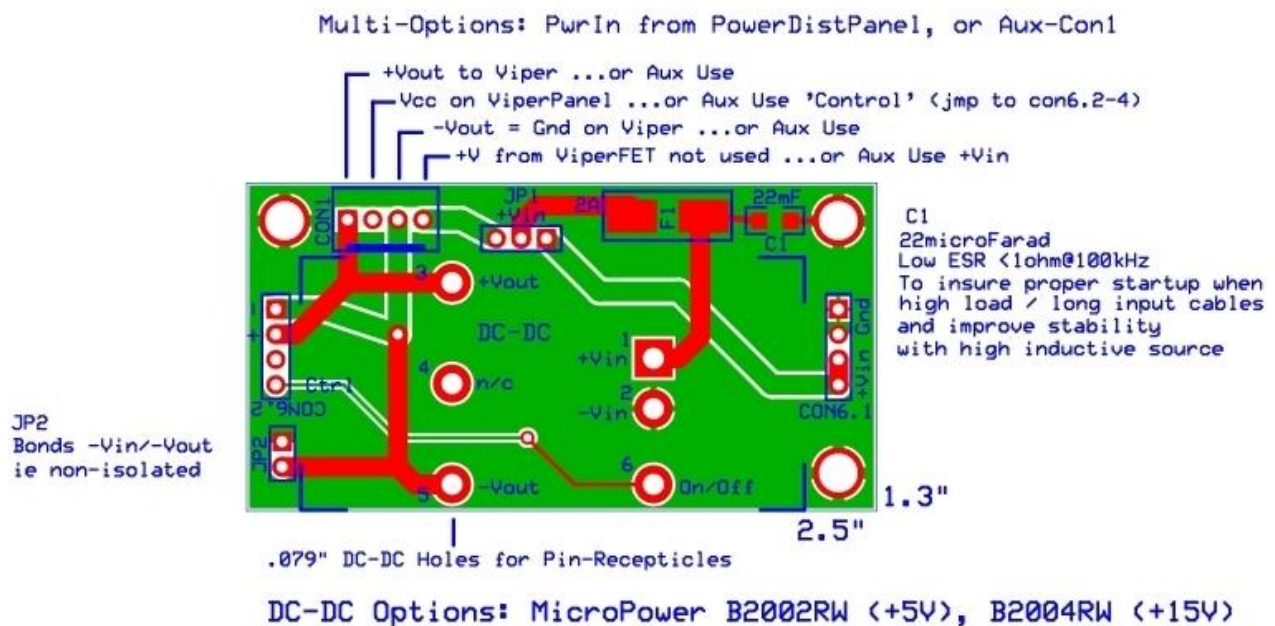 Multi-Options: PwrIn from PowerDistPanel, or Aux-Con1
+Vout to Viper ...or Aux Use
Vcc on ViperPanel ...or Aux Use 'Control' (jmp to con6.2-4)
-Vout = Gnd on Viper ...or Aux Use
+V from ViperFET not used ...or Aux Use +Vin
CON1
JP1
+Vin
2A
F1
22mF
C1
C1
22microFarad
Low ESR <1ohm@100kHz
To insure proper startup when
high load / long input cables
and improve stability
with high inductive source
3
+Vout
-
+
DC-DC
1
+Vin
Gnd
+Vin
4
n/c
2
-Vin
Ctrl
CON6.2
CON6.1
JP2
Bonds -Vin/-Vout
ie non-isolated
JP2
5
-Vout
6
On/Off
1.3"
2.5"
.079" DC-DC Holes for Pin-Recepticles
DC-DC Options: MicroPower B2002RW (+5V), B2004RW (+15V)